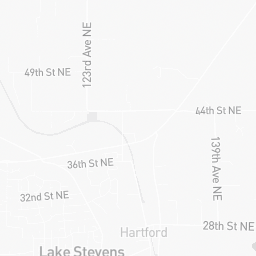 123rd Ave NE
49th St NE
44th St NE
139th Ave NE
36th St NE
32nd St NE
28th St NE
Hartford
Lake Stevens